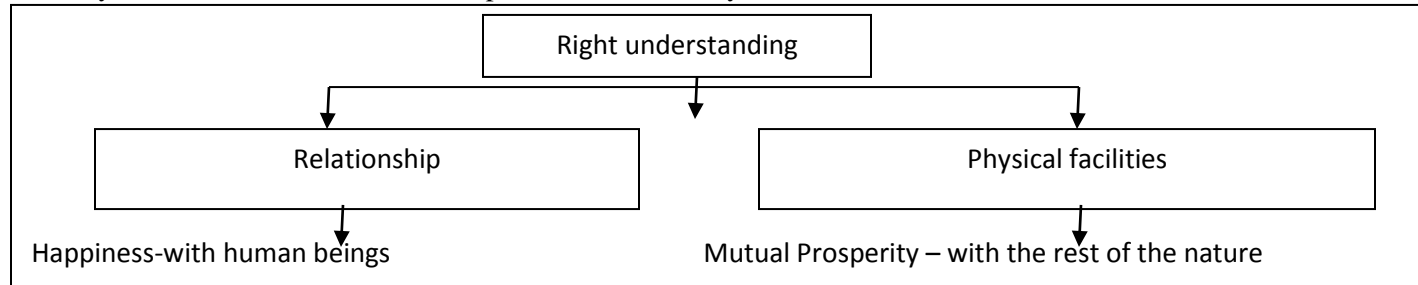 Right understanding
Relationship
Physical facilities
Happiness-with human beings
Mutual Prosperity – with the rest of the nature